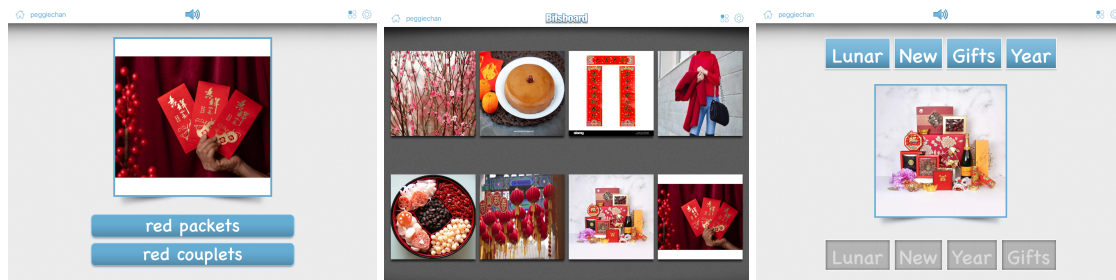 peggiechan
red packets
red couplets
peggiechan
Bitsboard
peggiechan
Lunar New Gifts Year
Lunar New Year Gifts